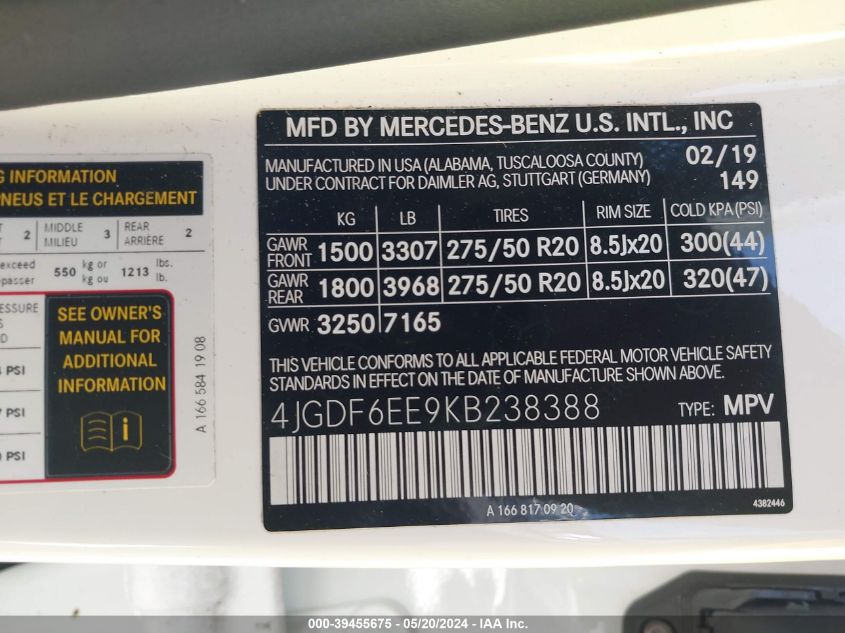 G INFORMATION
PNEUS ET LE CHARGEMENT
2 MIDDLE MILIEU 3 REAR ARRIÈRE 2
exceed 550 kg or 1213 lbs.
passer kg ou lb.
ESSURE
PSI
PSI
PSI
SEE OWNER'S
MANUAL FOR
ADDITIONAL
INFORMATION
i
A 166 584 19 08
MFD BY MERCEDES-BENZ U.S. INTL., INC
MANUFACTURED IN USA (ALABAMA, TUSCALOOSA COUNTY) 02/19
UNDER CONTRACT FOR DAIMLER AG, STUTTGART (GERMANY) 149
KG LB TIRES RIM SIZE COLD KPA(PSI)
GAWR FRONT 1500 3307 275/50 R20 8.5Jx20 300(44)
GAWR REAR 1800 3968 275/50 R20 8.5Jx20 320(47)
GVWR 3250 7165
THIS VEHICLE CONFORMS TO ALL APPLICABLE FEDERAL MOTOR VEHICLE SAFETY
STANDARDS IN EFFECT ON THE DATE OF MANUFACTURE SHOWN ABOVE.
4JGDF6EE9KB238388 TYPE: MPV
A 166 817 09 20
4382446
000-39455675 - 05/20/2024 - IAA Inc.